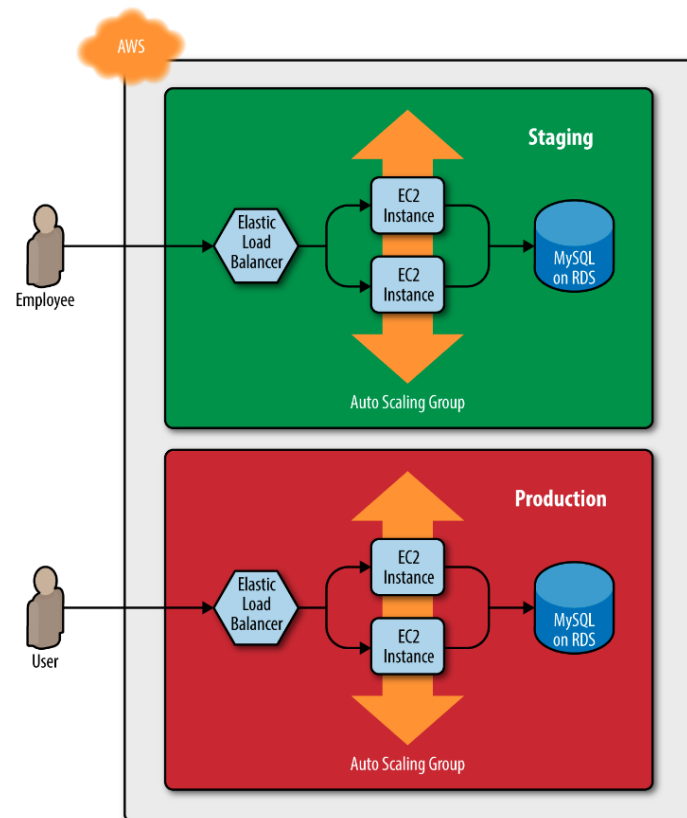 AWS
Staging
EC2
Instance
Elastic
Load
Balancer
EC2
Instance
MySQL
on RDS
Employee
Auto Scaling Group
Production
EC2
Instance
Elastic
Load
Balancer
EC2
Instance
MySQL
on RDS
User
Auto Scaling Group